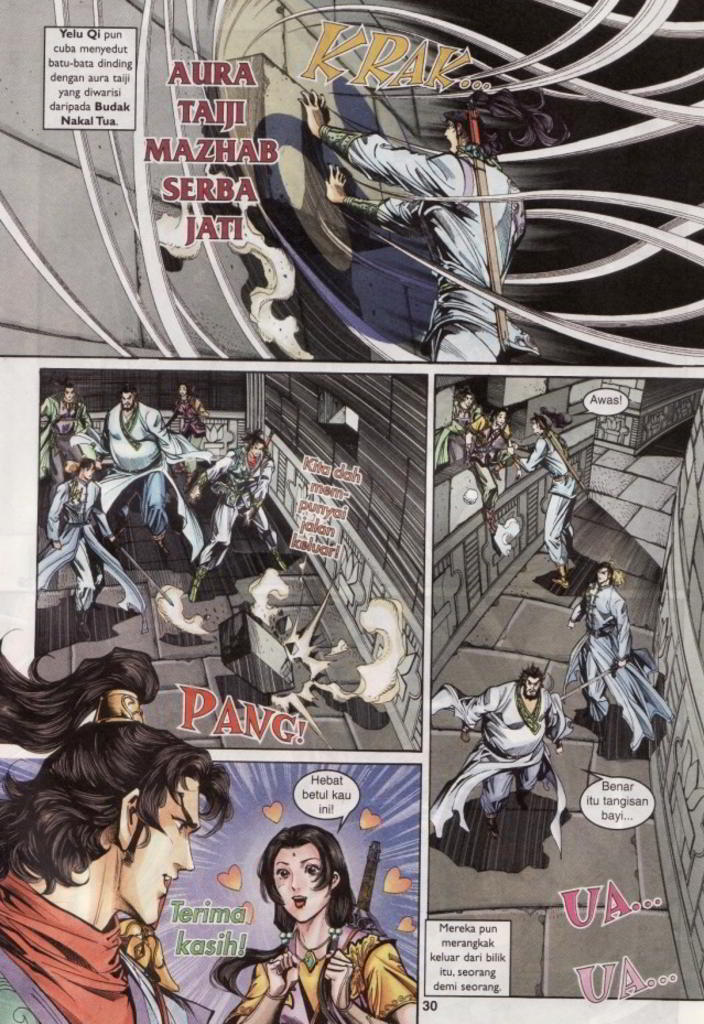 Yelu Qi pun
cuba menyedut
batu-bata dinding
dengan aura taiji
yang diwarisi
daripada Budak
Nakal Tua.
AURA
TAIJI
MAZHAB
SERBA
JATI
KRAK...
Kita dah
mem-
punyai
jalan
keluar!
PANG!
Awas!
Benar
itu tangisan
bayi...
UA...
UA...
Mereka pun
merangkak
keluar dari bilik
itu, seorang
demi seorang.
Hebat
betul kau
ini!
Terima
kasih!
30